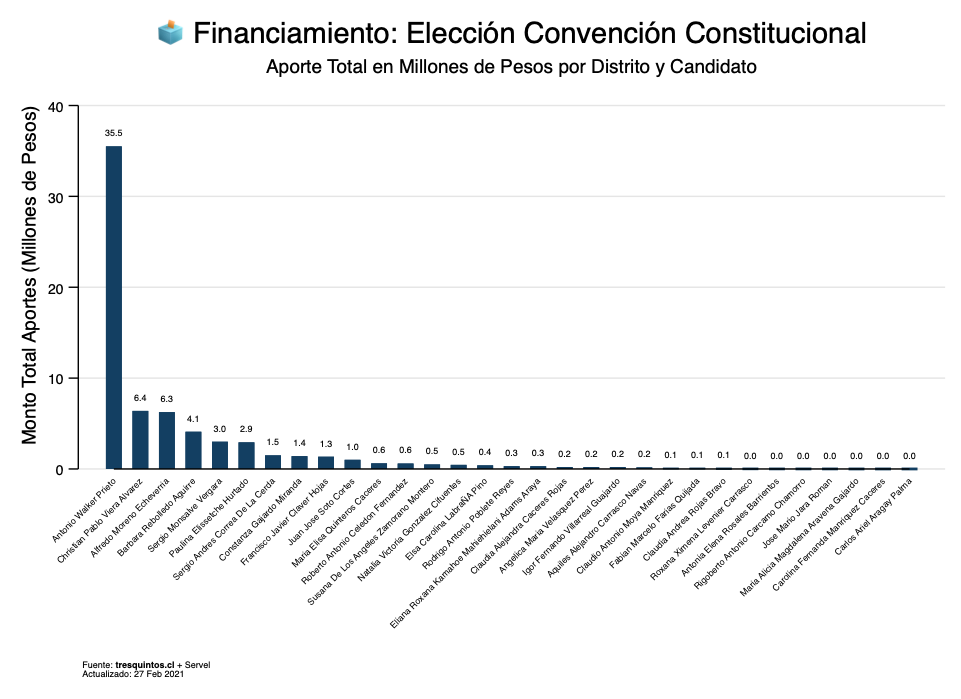 Financiamiento: Elección Convención Constitucional
Aporte Total en Millones de Pesos por Distrito y Candidato
Monto Total Aportes (Millones de Pesos)
40
30
20
10
0
35.5
6.4
6.3
4.1
3.0
2.9
1.5
1.4
1.3
1.0
0.6
0.6
0.5
0.5
0.4
0.3
0.3
0.2
0.2
0.2
0.2
0.1
0.1
0.1
0.0
0.0
0.0
0.0
0.0
0.0
0.0
Antonio Walker Prieto
Christian Pablo Viera Alvarez
Alfredo Moreno Echeverria
Barbara Rebolledo Aguirre
Sergio Monsalve Vergara
Paulina Elissetche Hurtado
Sergio Andres Correa De La Cerda
Constanza Gajardo Miranda
Francisco Javier Claveso Hojas
Juan Jose Soto Cortes
Maria Elisa Quinteros Caceres
Roberto Antonio Celedon Fernandez
Susana De Los Angeles Zamorano Montero
Natalia Victoria Gonzalez Cifuentes
Elsa Carolina LabraÑA Pino
Rodrigo Antonio Poblete Reyes
Eliana Roxana Kamahoe Mahiehielani Adams Araya
Claudia Alejandra Caceres Rojas
Angelica Maria Velasquez Perez
Igor Fernando Villarreal Guajardo
Aquiles Alejandro Carrasco Navas
Claudio Antonio Moya Manriquez
Fabian Marcelo Farias Quijada
Claudia Andrea Rojas Bravo
Roxana Ximena Levenier Carrasco
Antonia Elena Rosales Barrientos
Rigoberto Antonio Carcamo Chamorro
Jose Mario Jara Roman
Maria Alicia Magdalena Aravena Gajardo
Carolina Fernanda Manriquez Caceres
Carlos Ariel Aragay Palma
Fuente: tresquintos.cl + Servel
Actualizado: 27 Feb 2021